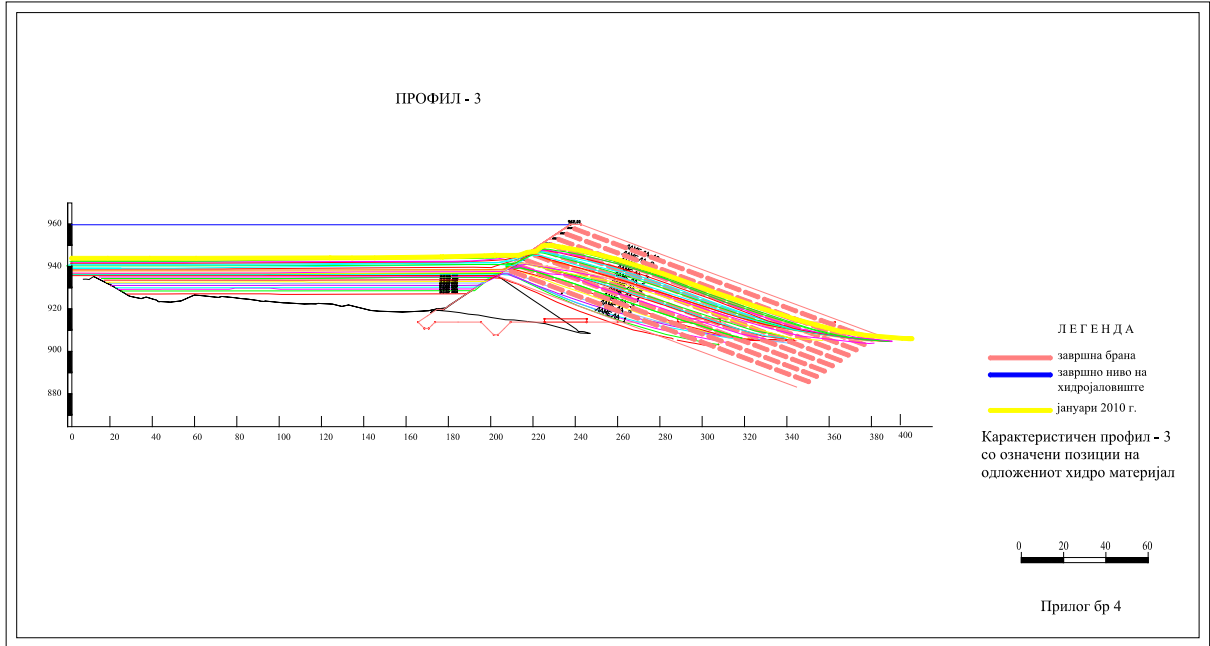 ПРОФИЛ - 3
960
940
920
900
880
0 20 40 60 80 100 120 140 160 180 200 220 240 260 280 300 320 340 360 380 400
Л Е Г Е Н Д А
завршна брана
завршно ниво на
хидројаловиште
јануари 2010 г.
Карактеристичен профил - 3
со означени позиции на
одложениот хидро материјал
0 20 40 60
Прилог бр 4